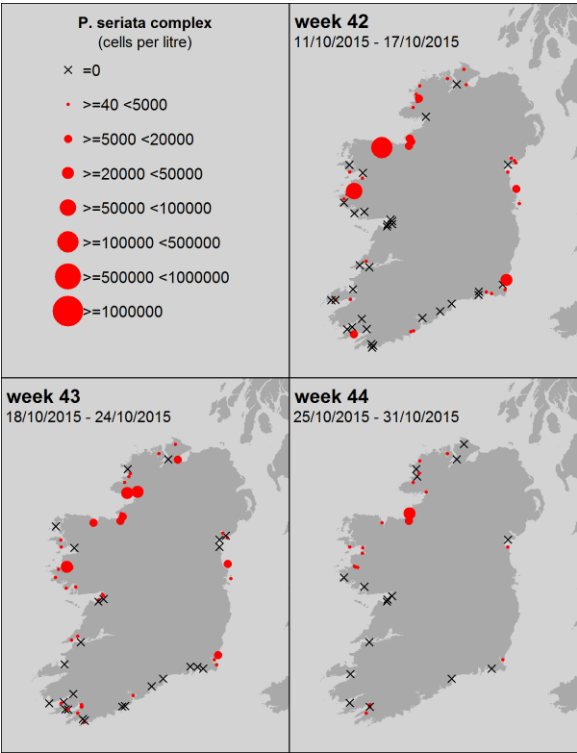 P. seriata complex
(cells per litre)
=0
>=40 <5000
>=5000 <20000
>=20000 <50000
>=50000 <100000
>=100000 <500000
>=500000 <1000000
>=1000000
week 42
11/10/2015 - 17/10/2015
week 43
18/10/2015 - 24/10/2015
week 44
25/10/2015 - 31/10/2015